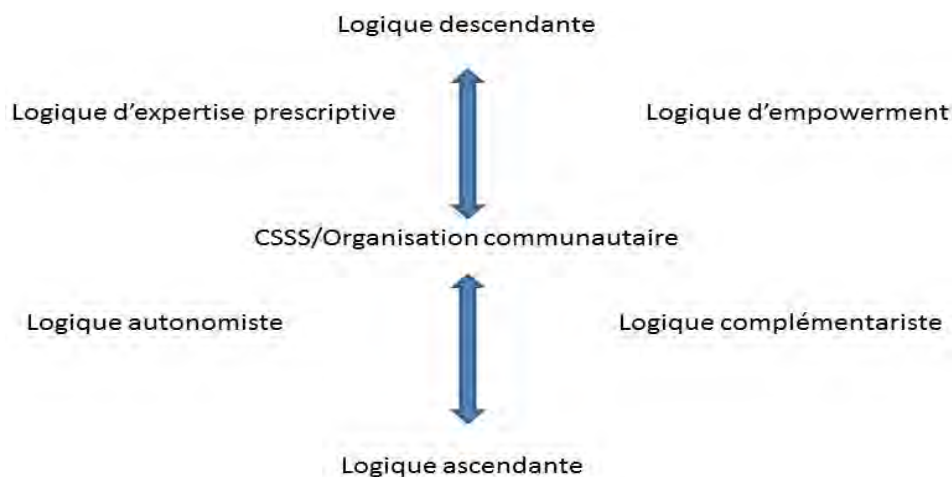 Logique descendante
Logique d'expertise prescriptive
Logique d'empowerment
CSSS/Organisation communautaire
Logique autonomiste
Logique complémentariste
Logique ascendante